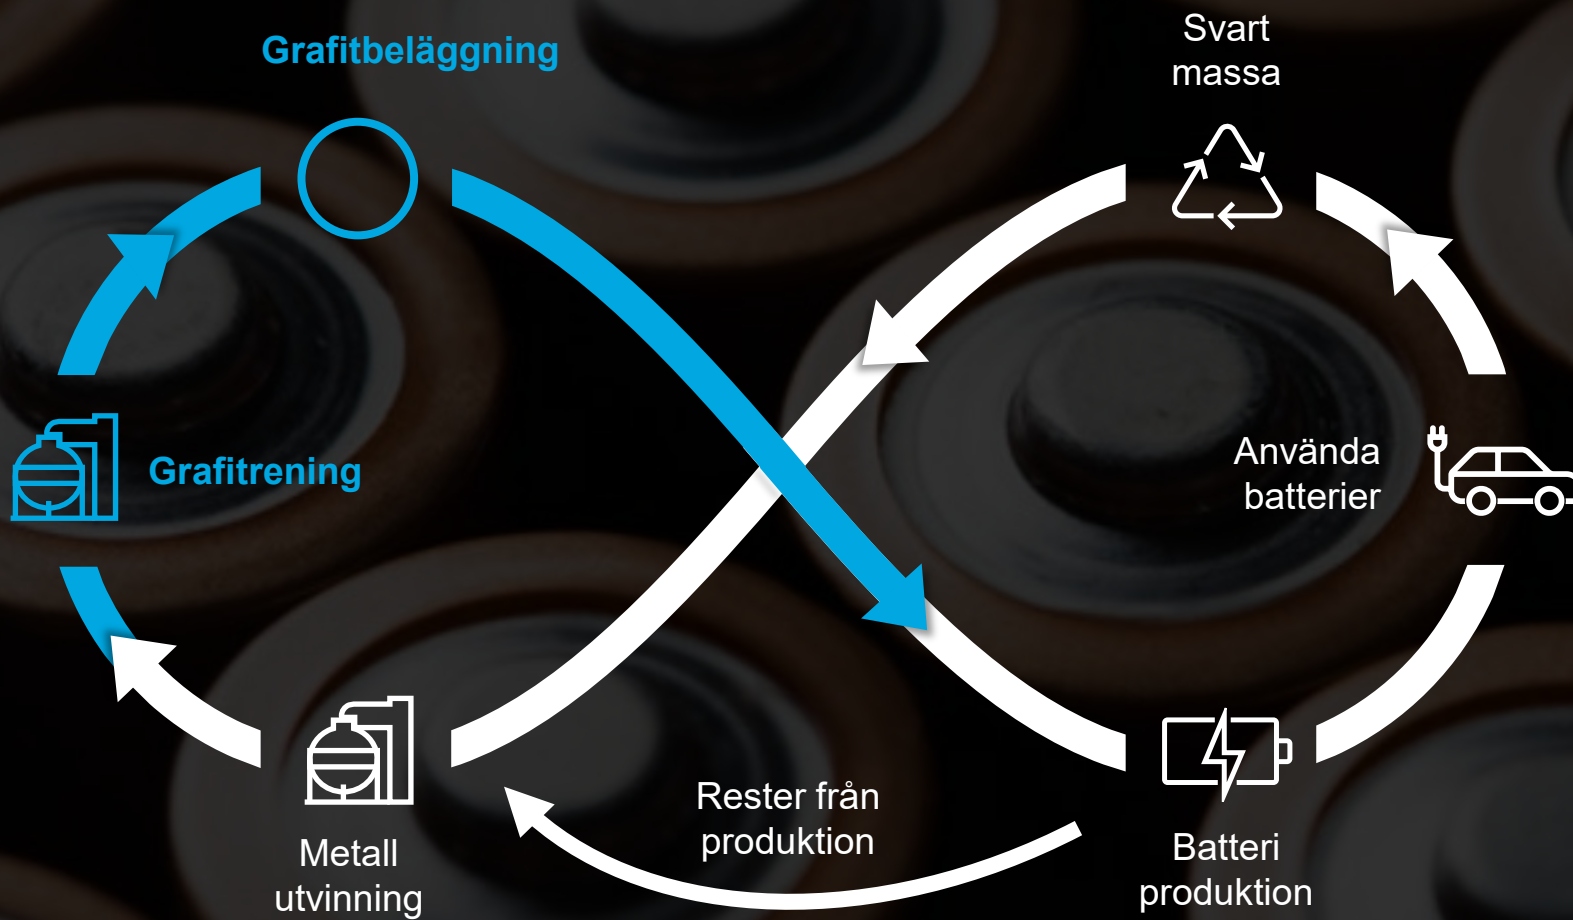 Grafitbeläggning
Svart
massa
Grafitrening
Använda
batterier
Rester från
produktion
Metall
utvinning
Batteri
produktion